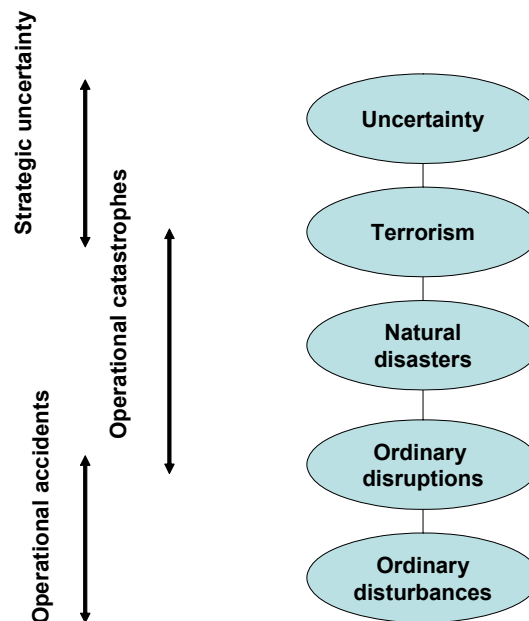 Strategic uncertainty
Operational catastrophes
Operational accidents
Uncertainty
Terrorism
Natural
disasters
Ordinary
disruptions
Ordinary
disturbances